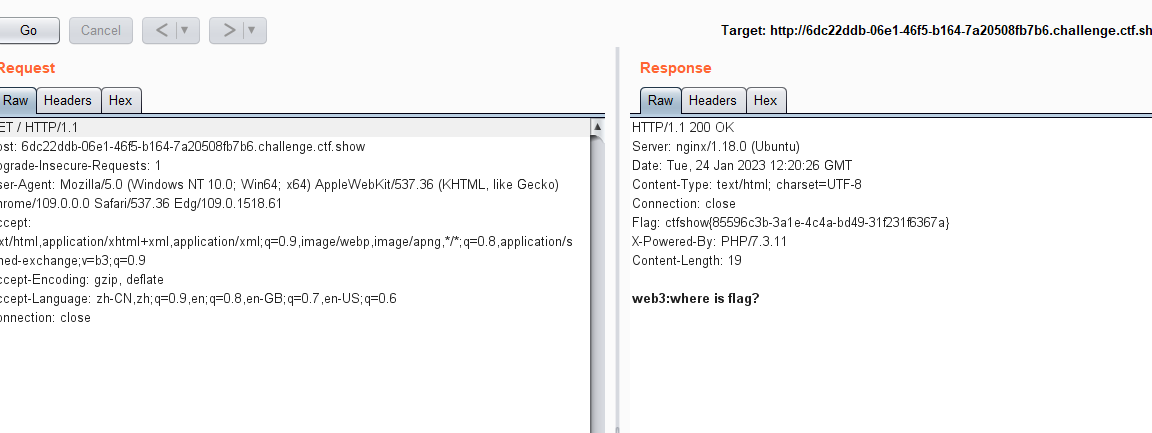 Go
Cancel
<
>
Target: http://6dc22ddb-06e1-46f5-b164-7a20508fb7b6.challenge.ctf.sh
Request
Raw
Headers
Hex
ET / HTTP/1.1
ost: 6dc22ddb-06e1-46f5-b164-7a20508fb7b6.challenge.ctf.show
pgrade-Insecure-Requests: 1
ser-Agent: Mozilla/5.0 (Windows NT 10.0; Win64; x64) AppleWebKit/537.36 (KHTML, like Gecko)
hrome/109.0.0.0 Safari/537.36 Edg/109.0.1518.61
ccept:
xt/html,application/xhtml+xml,application/xml;q=0.9,image/webp,image/apng,*/*;q=0.8,application/s
ned-exchange;v=b3;q=0.9
ccept-Encoding: gzip, deflate
ccept-Language: zh-CN,zh;q=0.9,en;q=0.8,en-GB;q=0.7,en-US;q=0.6
onnection: close
Response
Raw
Headers
Hex
HTTP/1.1 200 OK
Server: nginx/1.18.0 (Ubuntu)
Date: Tue, 24 Jan 2023 12:20:26 GMT
Content-Type: text/html; charset=UTF-8
Connection: close
Flag: ctfshow{85596c3b-3a1e-4c4a-bd49-31f231f6367a}
X-Powered-By: PHP/7.3.11
Content-Length: 19
web3:where is flag?